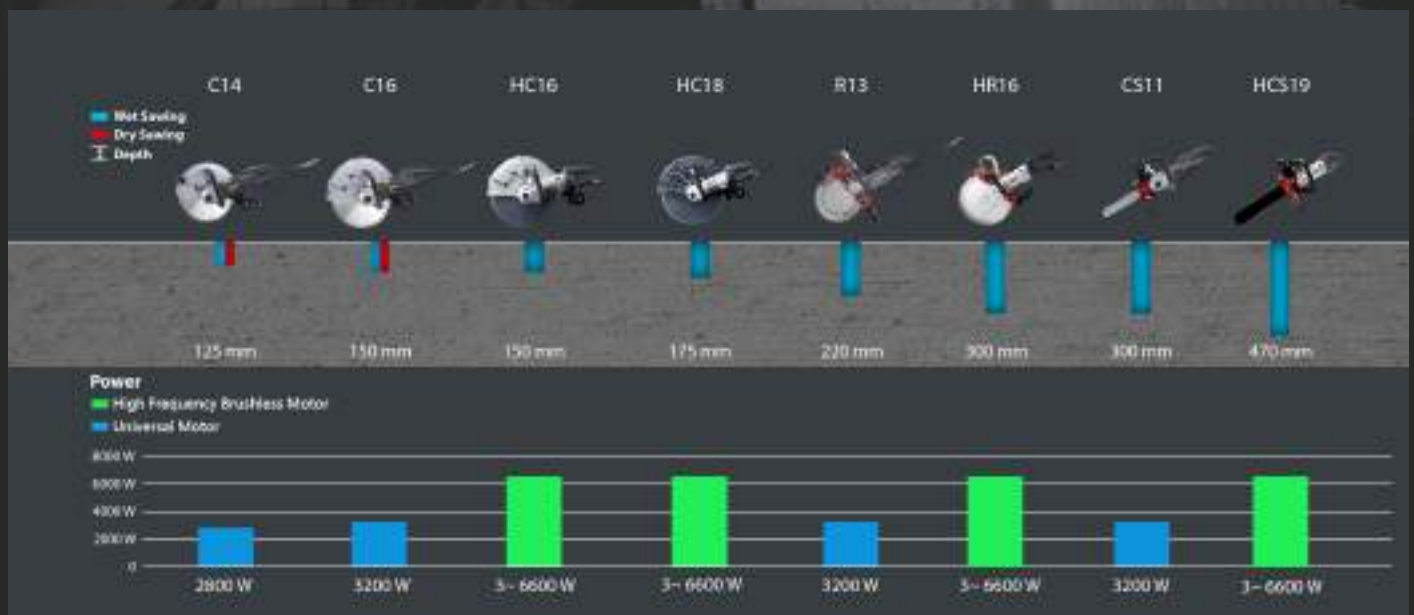 C14 C16 HC16 HC18 R13 HR16 CS11 HCS19
Wet Sawing
Dry Sawing
Depth
125 mm 150 mm 150 mm 175 mm 220 mm 300 mm 300 mm 470 mm
Power
High Frequency Brushless Motor
Universal Motor
8000 W
6000 W
4000 W
2000 W
0
2800 W 3200 W 3~ 6600 W 3~ 6600 W 3200 W 3~ 6600 W 3200 W 3~ 6600 W